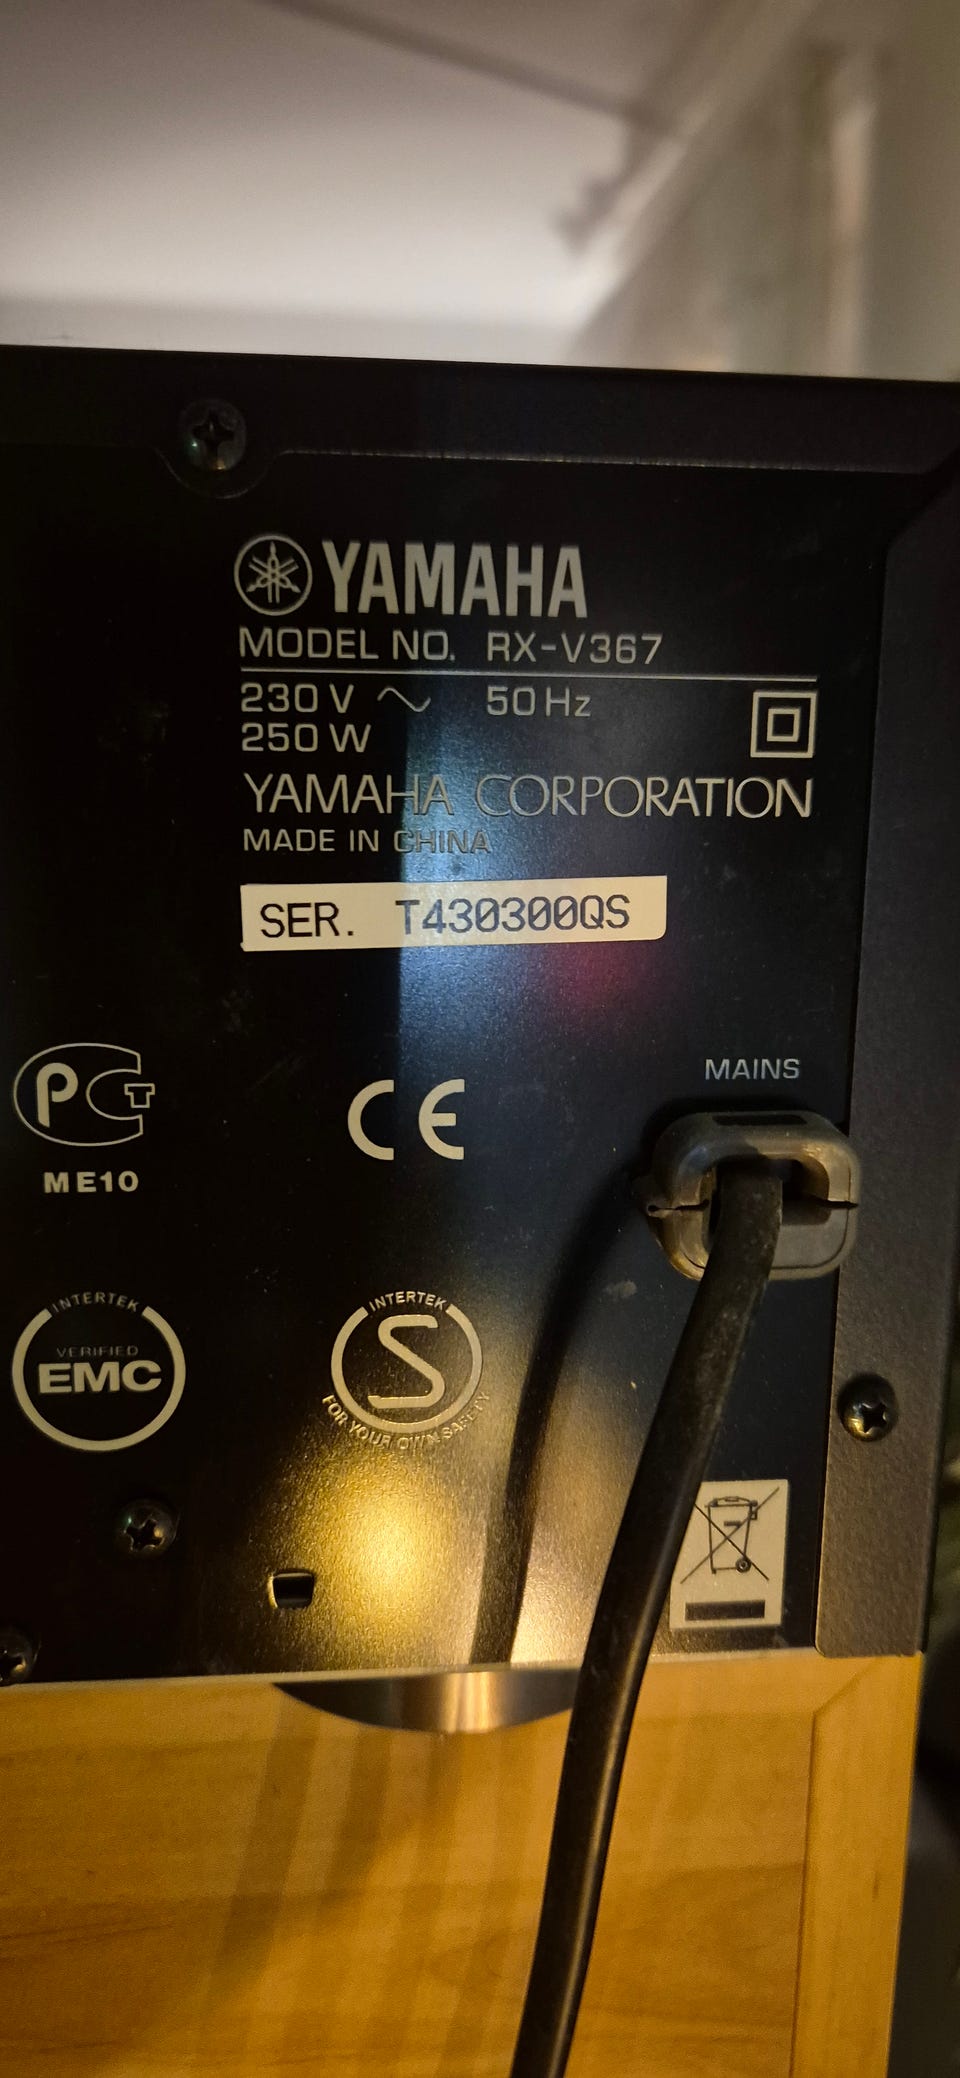 YAMAHA
MODEL NO. RX-V367
230 V ~ 50 Hz
250 W
YAMAHA CORPORATION
MADE IN CHINA
SER. T430300QS
MAINS
PCT
ME10
CE
INTERTEK
VERIFIED
EMC
INTERTEK
S
FOR YOUR OWN SAFETY